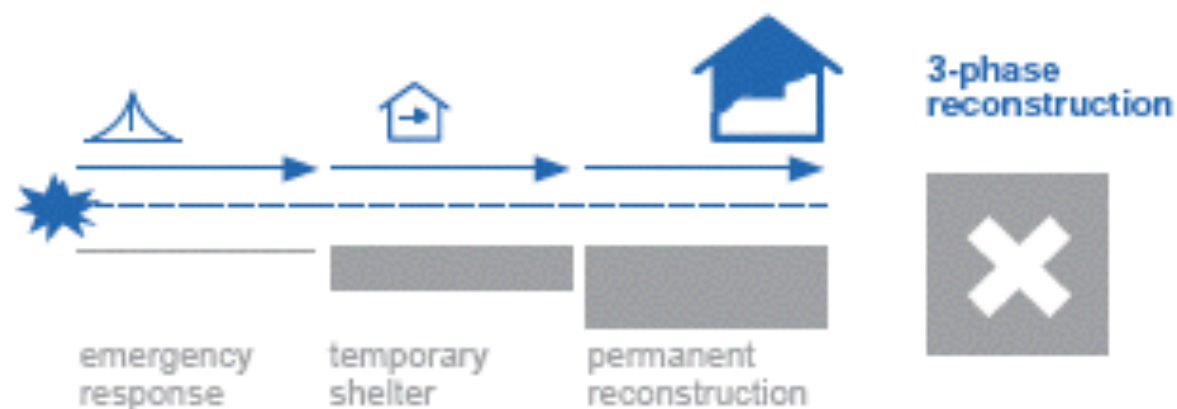 3-phase
reconstruction
emergency
response
temporary
shelter
permanent
reconstruction